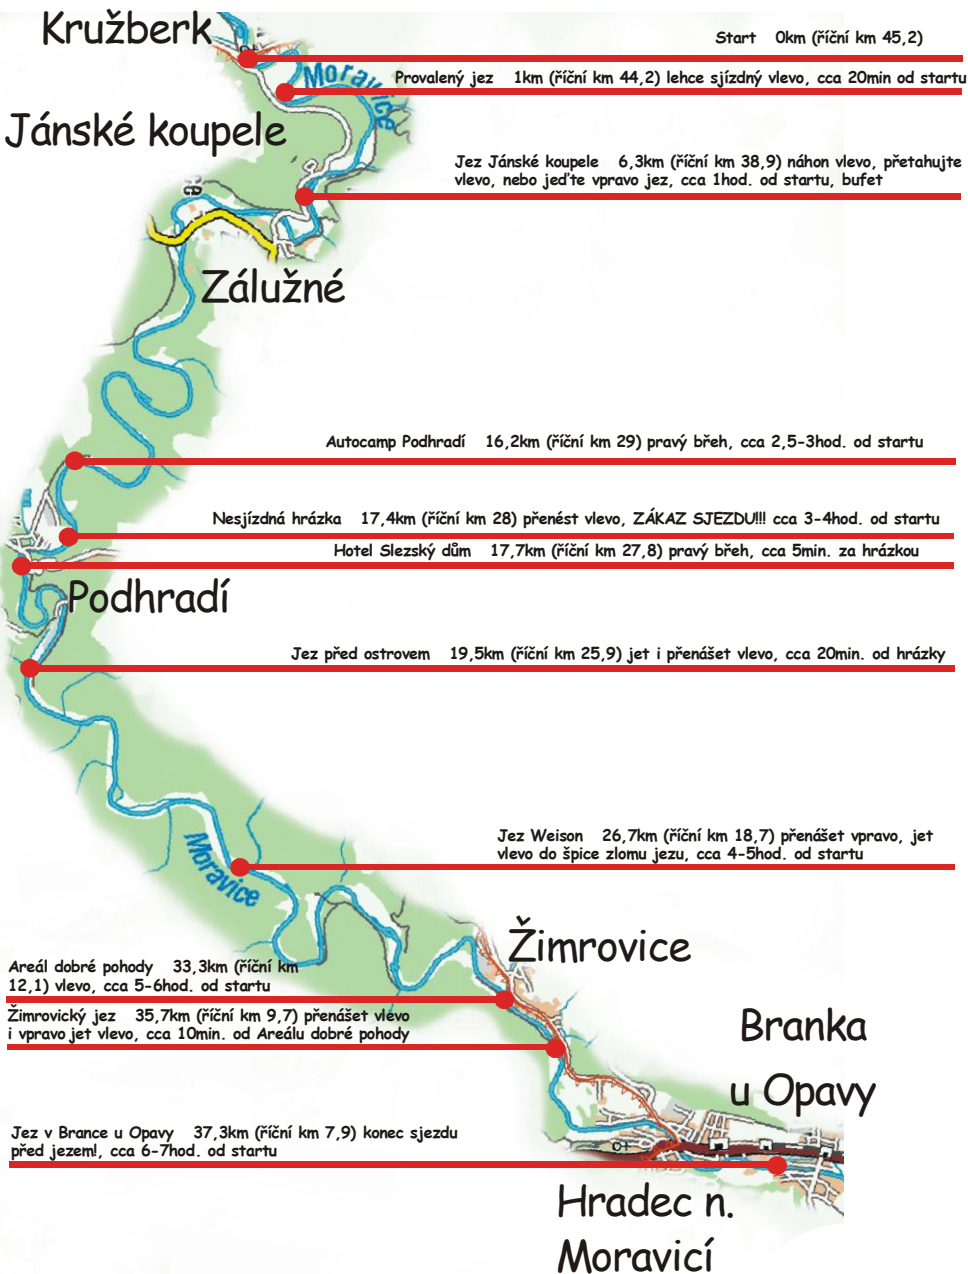 Kružberk
Start 0km (říční km 45,2)
Moravice
Provalený jez 1km (říční km 44,2) lehce sjízdný vlevo, cca 20min od startu
Jánské koupele
Jez Jánské koupele 6,3km (říční km 38,9) náhon vlevo, přetahujte
vlevo, nebo jeďte vpravo jez, cca 1hod. od startu, bufet
Zálužné
Autocamp Podhradí 16,2km (říční km 29) pravý břeh, cca 2,5-3hod. od startu
Nesjízdná hrázka 17,4km (říční km 28) přenést vlevo, ZÁKAZ SJEZDU!!! cca 3-4hod. od startu
Hotel Slezský dům 17,7km (říční km 27,8) pravý břeh, cca 5min. za hrázkou
Podhradí
Jez před ostrovem 19,5km (říční km 25,9) jet i přenášet vlevo, cca 20min. od hrázky
Jez Weison 26,7km (říční km 18,7) přenášet vpravo, jet
vlevo do špice zlomu jezu, cca 4-5hod. od startu
Moravice
Žimrovice
Areál dobré pohody 33,3km (říční km
12,1) vlevo, cca 5-6hod. od startu
Žimrovický jez 35,7km (říční km 9,7) přenášet vlevo
i vpravo jet vlevo, cca 10min. od Areálu dobré pohody
Branka
u Opavy
Jez v Brance u Opavy 37,3km (říční km 7,9) konec sjezdu
před jezem!, cca 6-7hod. od startu
Hradec n.
Moravicí